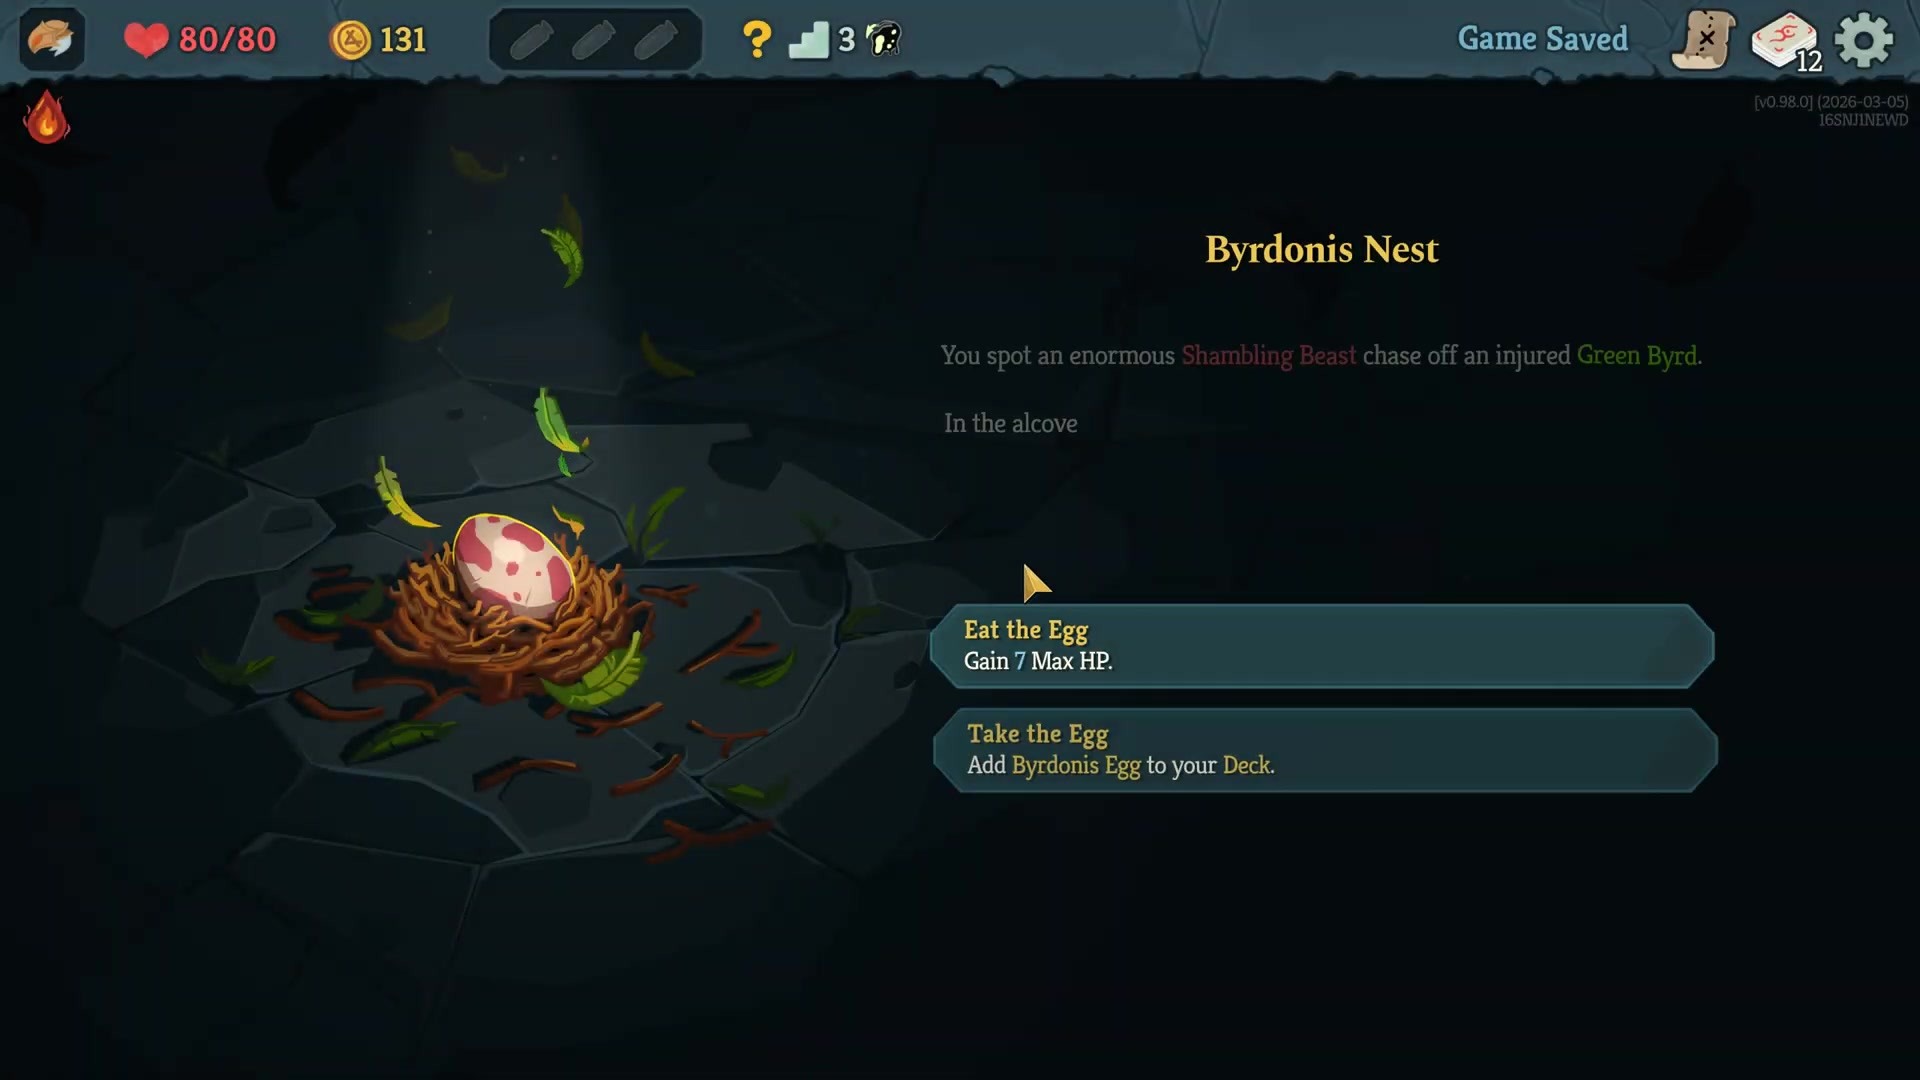 80/80
131
3
Game Saved
12
[v0.98.0] (2026-03-05)
16SNJ1NEWD
Byrdonis Nest
You spot an enormous Shambling Beast chase off an injured Green Byrd.
In the alcove
Eat the Egg
Gain 7 Max HP.
Take the Egg
Add Byrdonis Egg to your Deck.